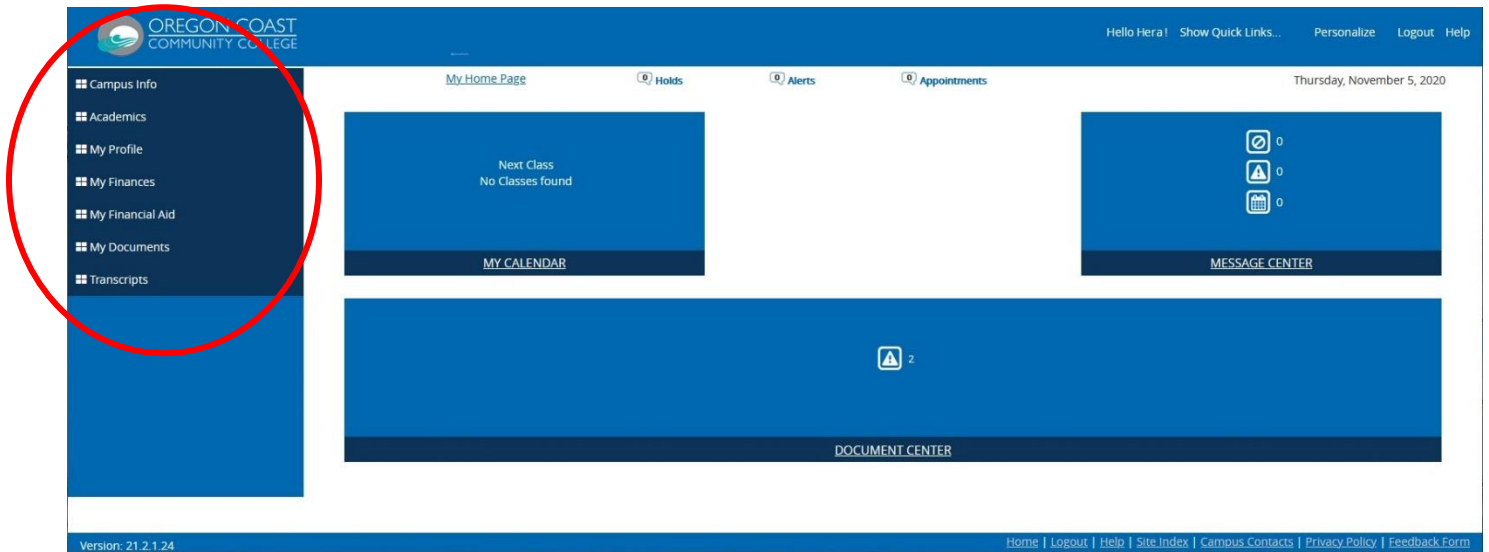 OREGON COAST
COMMUNITY COLLEGE
Hello Hera! Show Quick Links... Personalize Logout Help
Campus Info
Academics
My Profile
My Finances
My Financial Aid
My Documents
Transcripts
My Home Page 0 Holds 0 Alerts 0 Appointments Thursday, November 5, 2020
Next Class
No Classes found
MY CALENDAR
0
0
0
MESSAGE CENTER
2
DOCUMENT CENTER
Version: 21.2.1.24 Home | Logout | Help | Site Index | Campus Contacts | Privacy Policy | Feedback Form